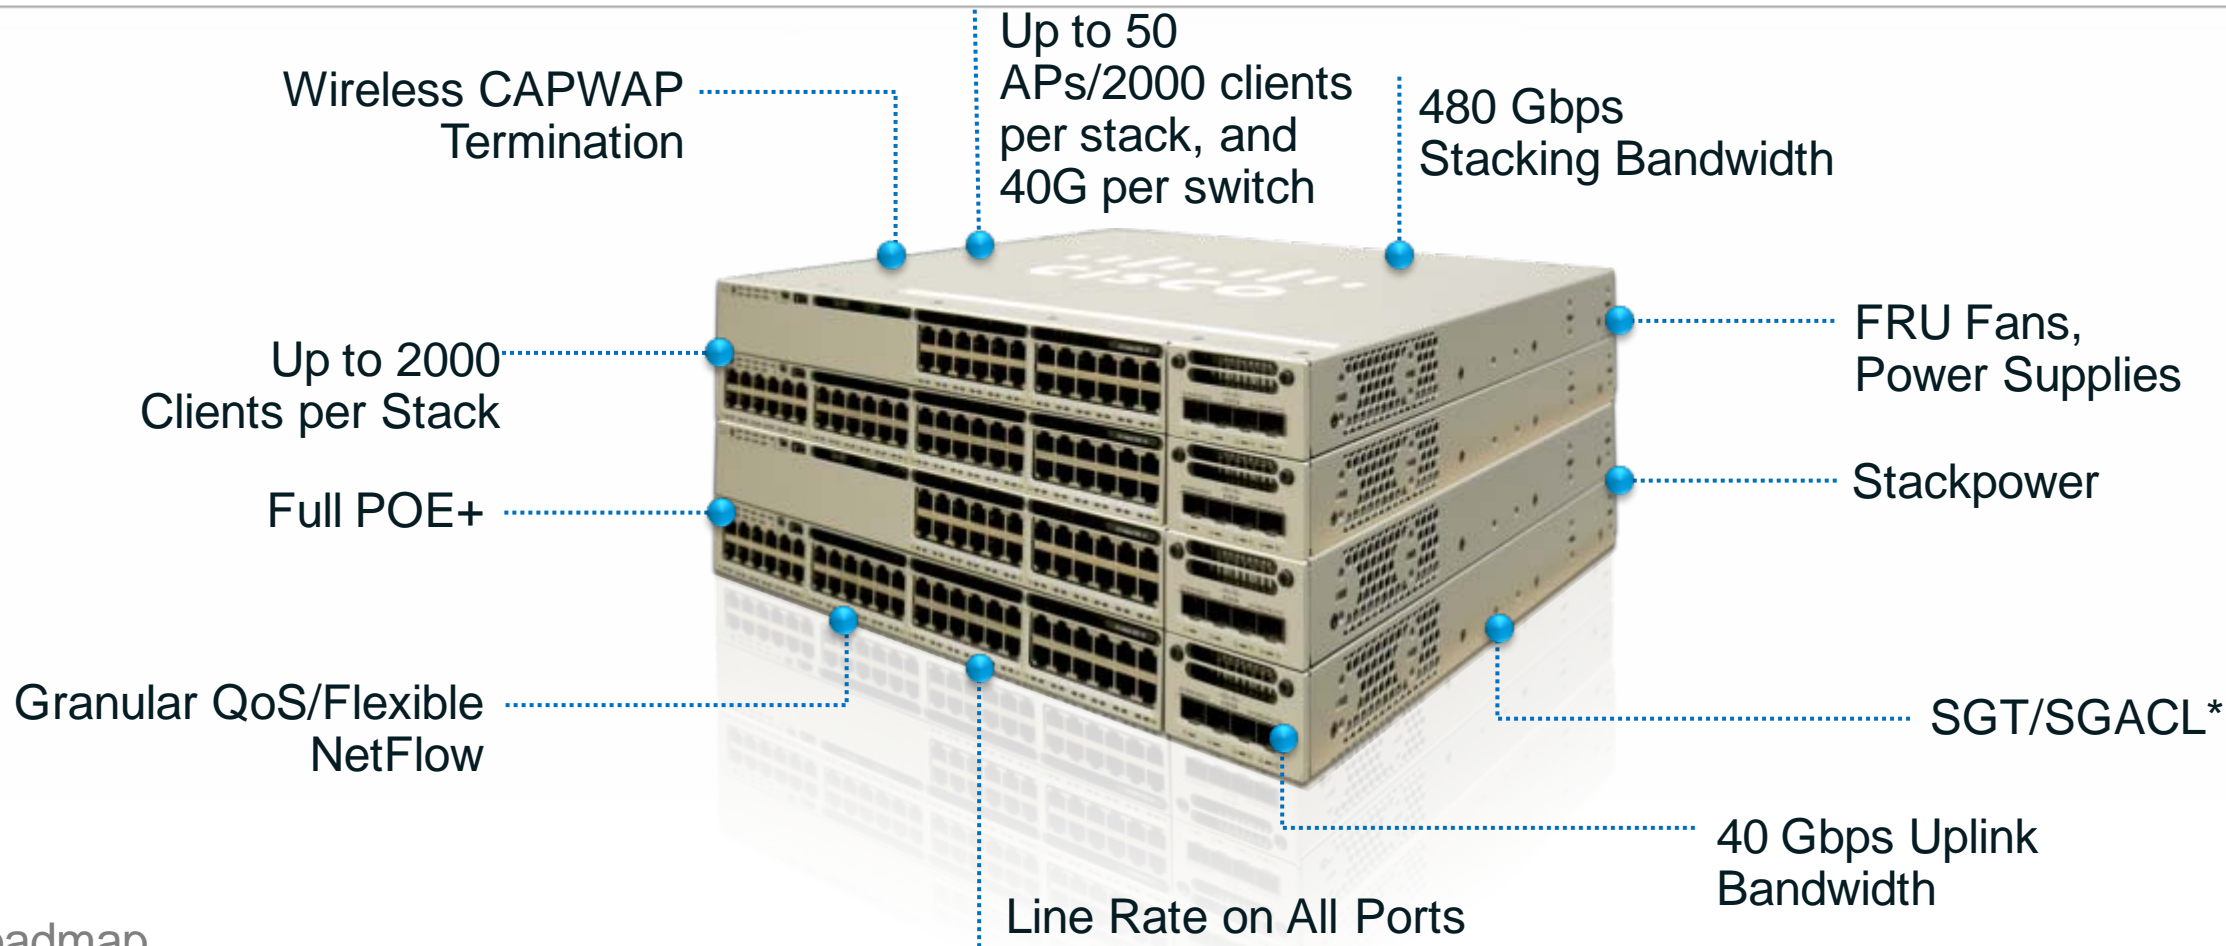 Up to 50
APs/2000 clients
per stack, and
40G per switch
Wireless CAPWAP
Termination
480 Gbps
Stacking Bandwidth
CISCO
FRU Fans,
Power Supplies
Up to 2000
Clients per Stack
Full POE+
Stackpower
Granular QoS/Flexible
NetFlow
SGT/SGACL*
40 Gbps Uplink
Bandwidth
Line Rate on All Ports